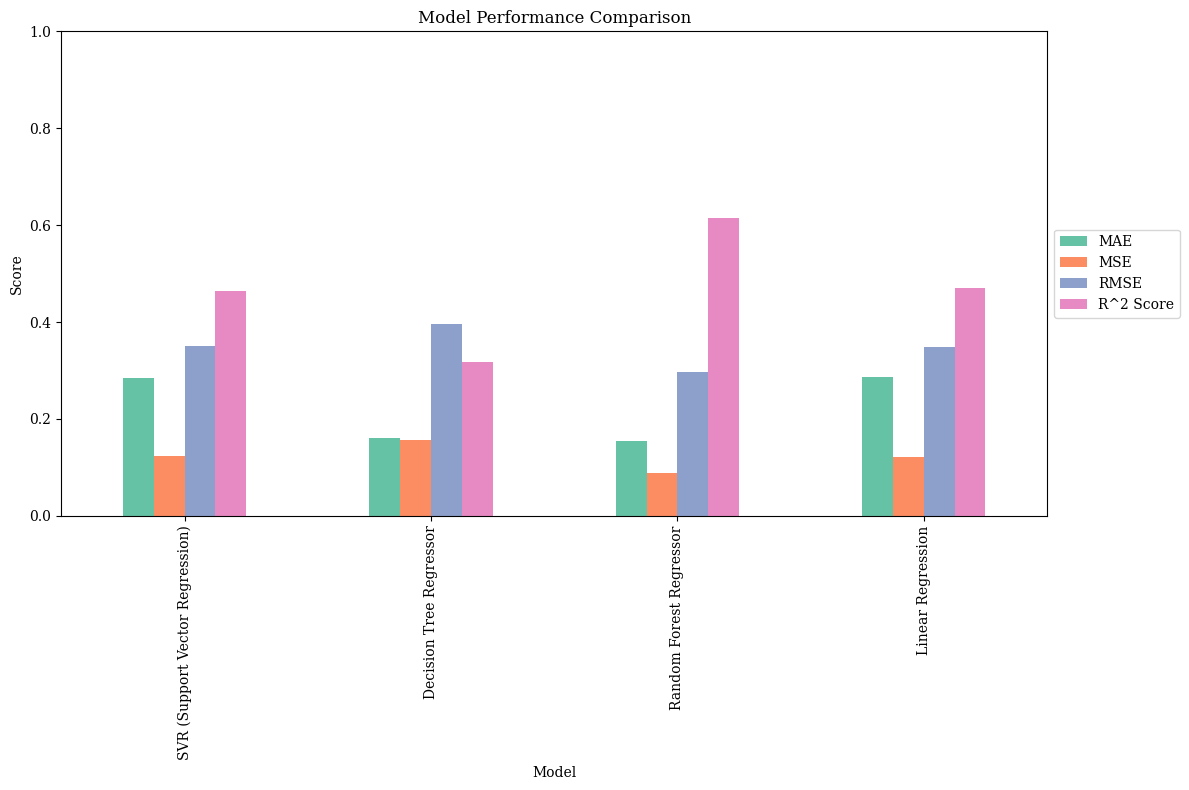 Model Performance Comparison
Score
1.0
0.8
0.6
0.4
0.2
0.0
MAE
MSE
RMSE
R^2 Score
SVR (Support Vector Regression)
Decision Tree Regressor
Random Forest Regressor
Linear Regression
Model